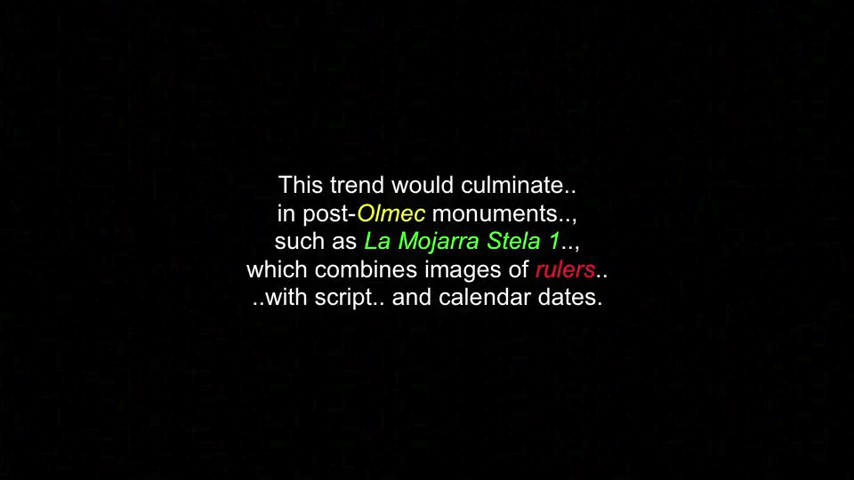 This trend would culminate..
in post-Olmec monuments..,
such as La Mojarra Stela 1..,
which combines images of rulers..
..with script.. and calendar dates.